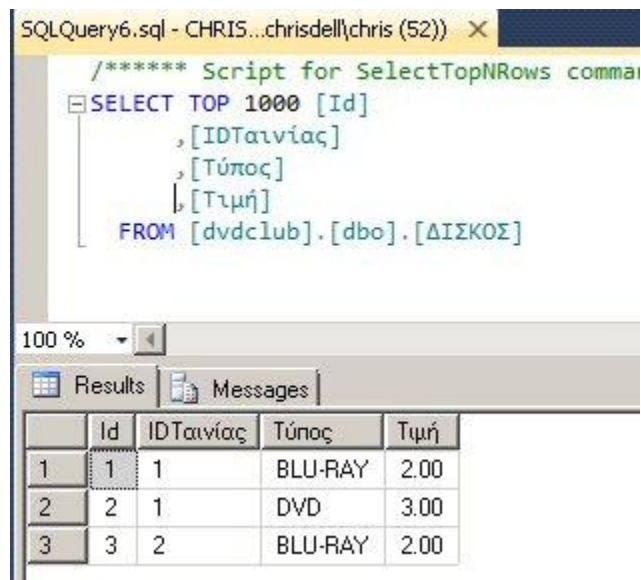 SQLQuery6.sql - CHRIS...chrisdell\chris (52))
/****** Script for SelectTopNRows
SELECT TOP 1000 [Id]
,[IDΤαινίας]
,[Τύπος]
,[Τιμή]
FROM [dvdclub].[dbo].[ΔΙΣΚΟΣ]
100 %
Results Messages
Id IDΤαινίας Τύπος Τιμή
1 1 1 BLU-RAY 2.00
2 2 1 DVD 3.00
3 3 2 BLU-RAY 2.00